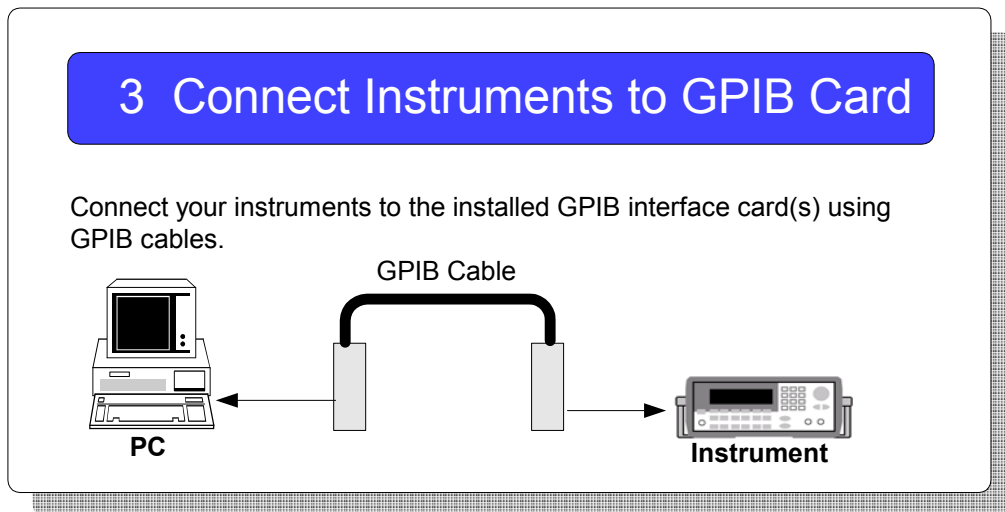 3 Connect Instruments to GPIB Card
Connect your instruments to the installed GPIB interface card(s) using
GPIB cables.
GPIB Cable
PC
Instrument